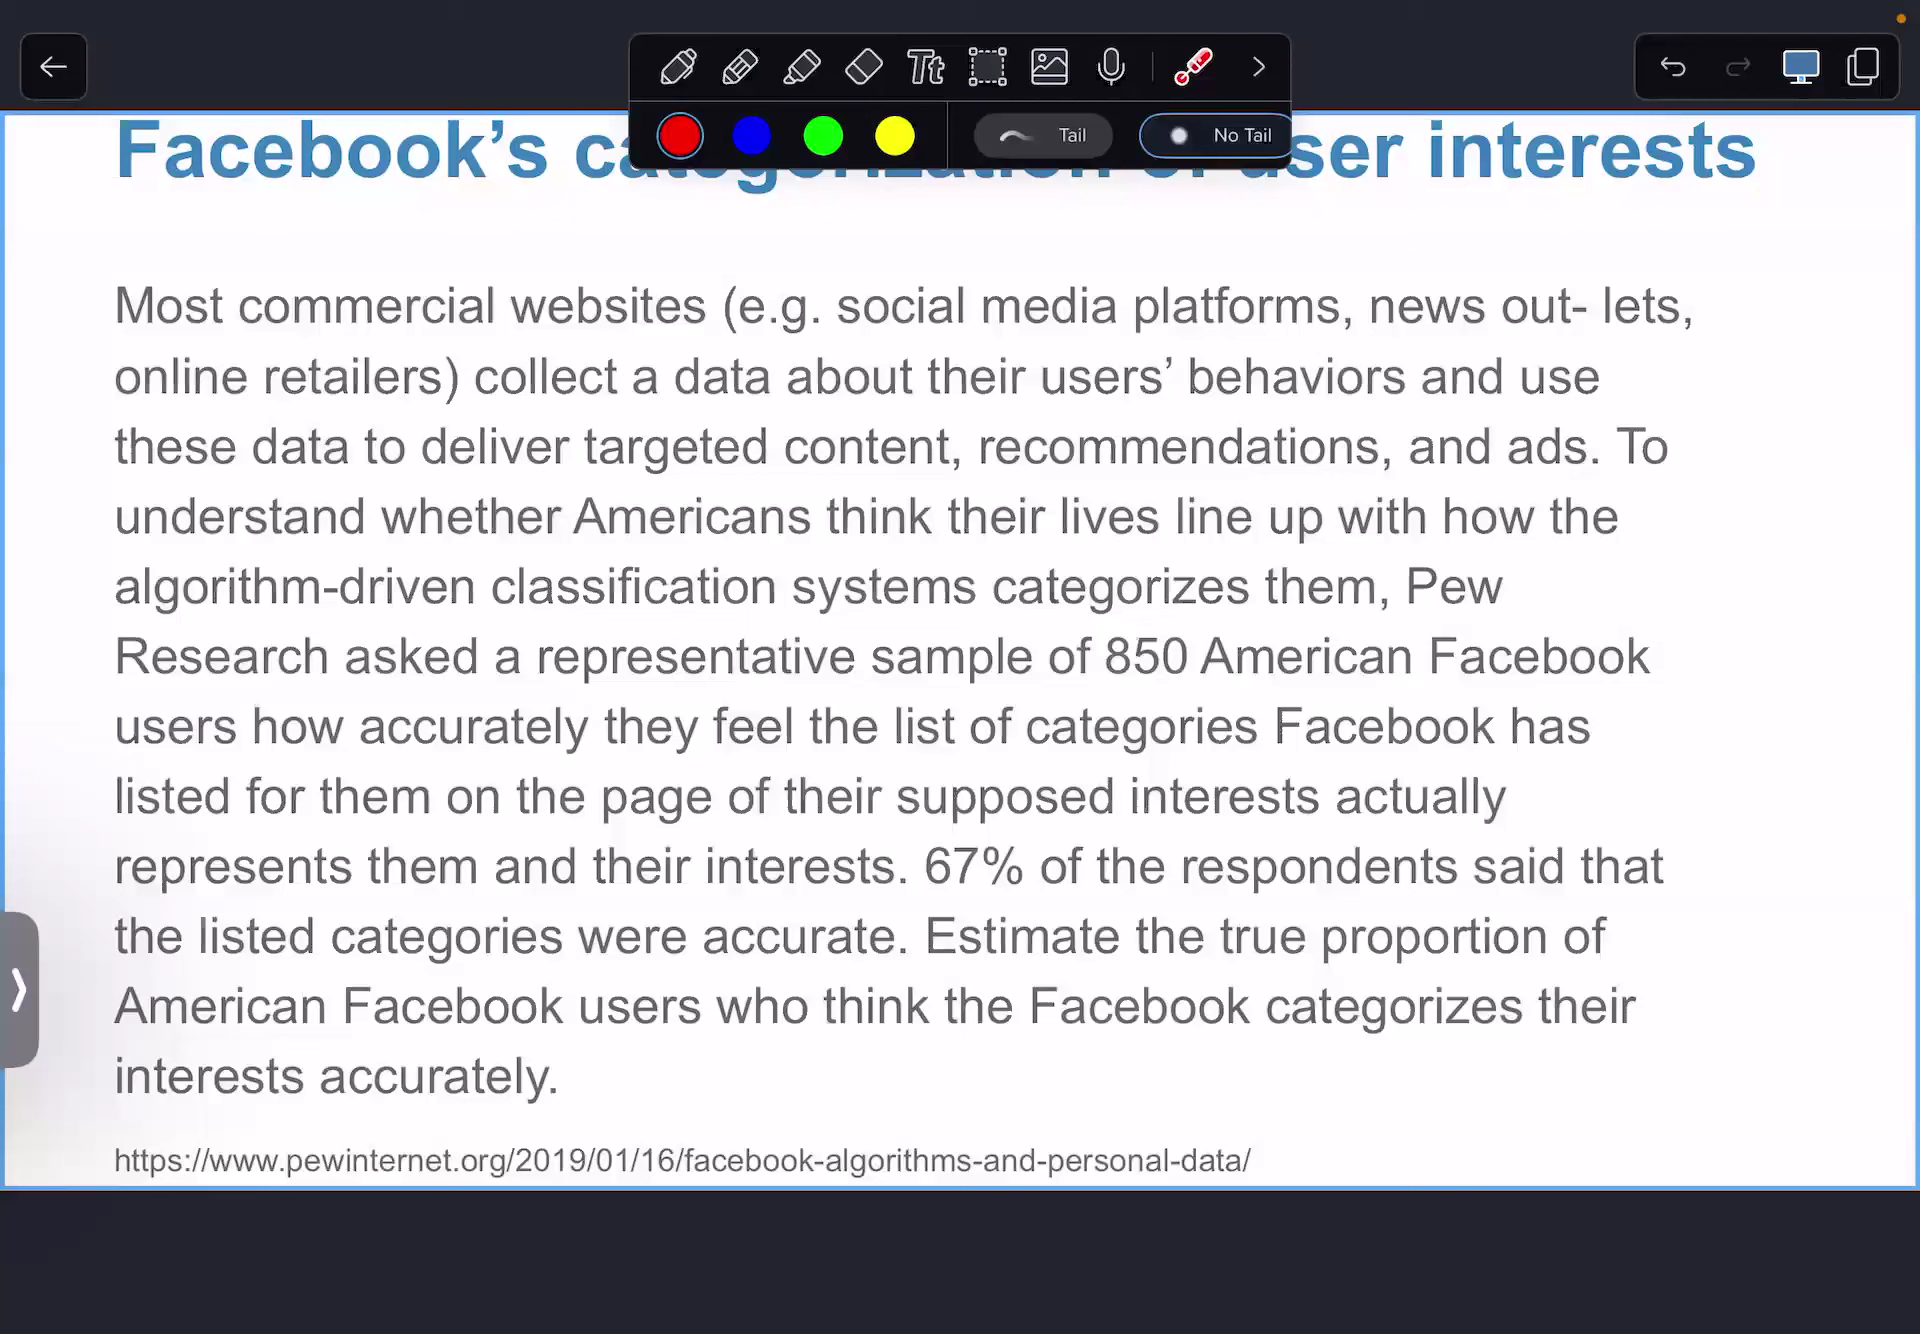 Tt
Tail
No Tail
Facebook's categorization of user interests
Most commercial websites (e.g. social media platforms, news out- lets,
online retailers) collect a data about their users' behaviors and use
these data to deliver targeted content, recommendations, and ads. To
understand whether Americans think their lives line up with how the
algorithm-driven classification systems categorizes them, Pew
Research asked a representative sample of 850 American Facebook
users how accurately they feel the list of categories Facebook has
listed for them on the page of their supposed interests actually
represents them and their interests. 67% of the respondents said that
the listed categories were accurate. Estimate the true proportion of
American Facebook users who think the Facebook categorizes their
interests accurately.
https://www.pewinternet.org/2019/01/16/facebook-algorithms-and-personal-data/